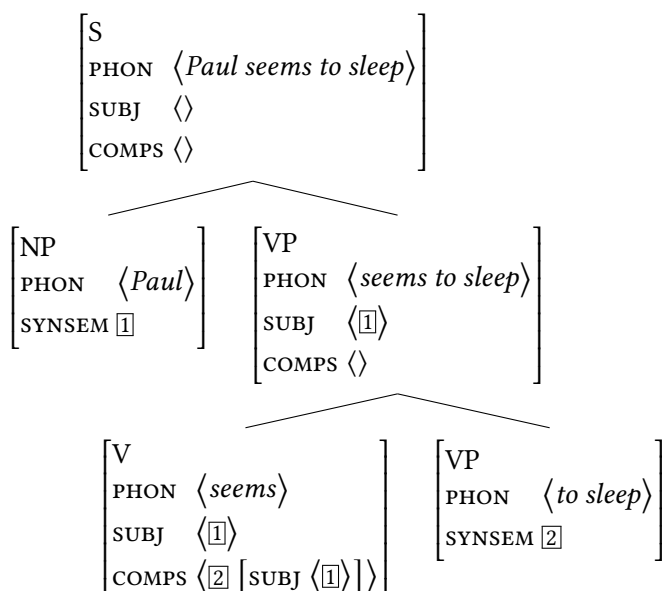 S
PHON ⟨Paul seems to sleep⟩
SUBJ ⟨⟩
COMPS ⟨⟩
NP
PHON ⟨Paul⟩
SYNSEM 1
VP
PHON ⟨seems to sleep⟩
SUBJ ⟨1⟩
COMPS ⟨⟩
V
PHON ⟨seems⟩
SUBJ ⟨1⟩
COMPS ⟨2 [SUBJ ⟨1⟩]⟩
VP
PHON ⟨to sleep⟩
SYNSEM 2